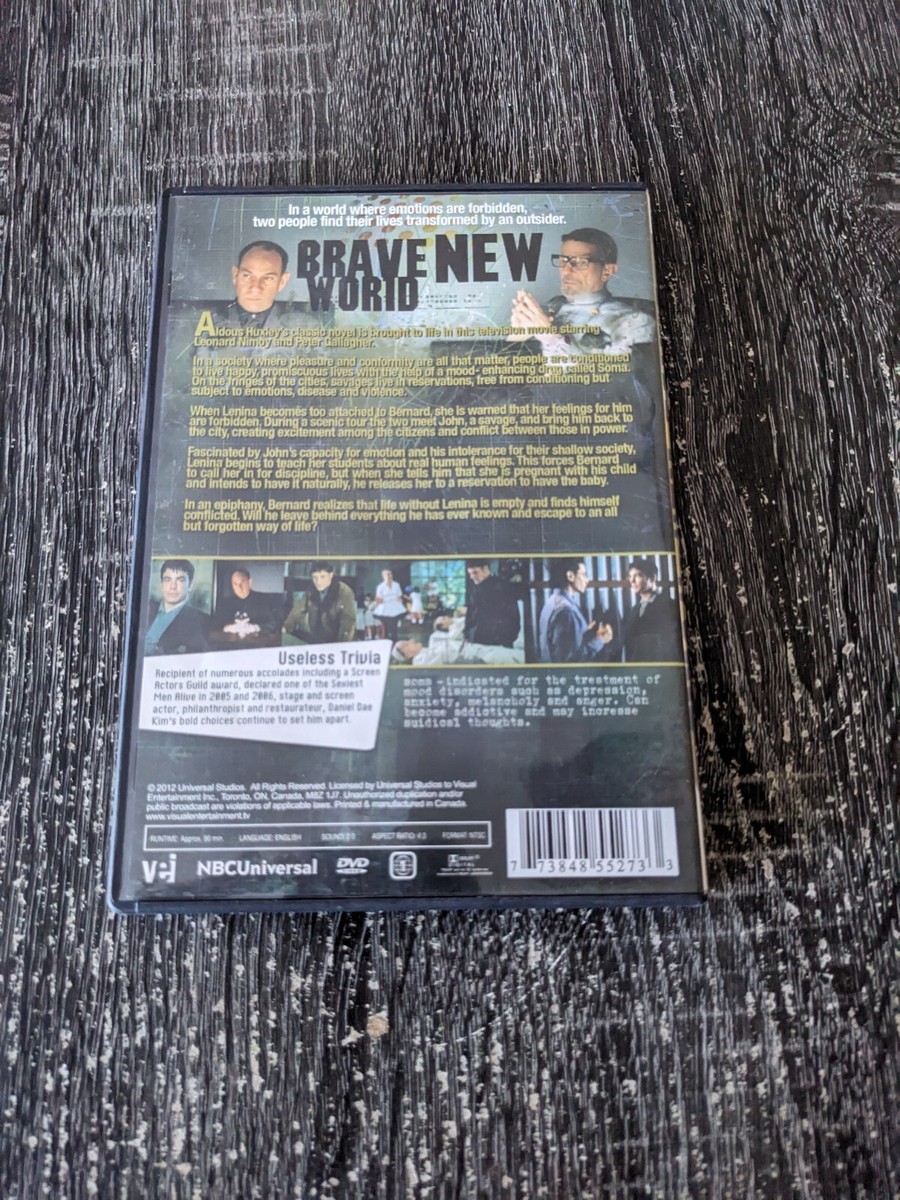 In a world where emotions are forbidden,
two people find their lives transformed by an outsider.
BRAVE NEW
WORLD
Aldous Huxley's classic novel is brought to life in this television movie starring
Leonard Nimoy and Peter Gallagher.
In a society where pleasure and conformity are all that matter, people are conditioned
to live happy, promiscuous lives with the help of a mood- enhancing drug called Soma.
On the fringes of the cities, savages live in reservations, free from conditioning but
subject to emotions, disease and violence.
When Lenina becomes too attached to Bernard, she is warned that her feelings for him
are forbidden. During a scenic tour the two meet John, a savage, and bring him back to
the city, creating excitement among the citizens and conflict between those in power.
Fascinated by John's capacity for emotion and his intolerance for their shallow society,
Lenina begins to teach her students about real human feelings. This forces Bernard
to call her in for discipline, but when she tells him that she is pregnant with his child
and intends to have it naturally, he releases her to a reservation to have the baby.
In an epiphany, Bernard realizes that life without Lenina is empty and finds himself
conflicted. Will he leave behind everything he has ever known and escape to an all
but forgotten way of life?
Useless Trivia
Recipient of numerous accolades including a Screen
Actors Guild award, declared one of the Sexiest
Men Alive in 2005 and 2006, stage and screen
actor, philanthropist and restaurateur, Daniel Dae
Kim's bold choices continue to set him apart.
soma -indicated for the treatment of
mood disorders such as depression,
anxiety, melancholy and anger. Can
become addictive and may increase
suicidal thoughts.
© 2012 Universal Studios. All Rights Reserved. Licensed by Universal Studios to Visual
Entertainment Inc., Toronto, ON, Canada, M8Z 1J7. Unauthorized duplication and/or
public broadcast are violations of applicable laws. Printed & manufactured in Canada.
www.visualentertainment.tv
RUNTIME: Approx. 90 min. LANGUAGE: ENGLISH SOUND: 2.0 ASPECT RATIO: 4:3 FORMAT: NTSC
vei NBCUniversal DVD DOLBY DIGITAL
7 73848 55273 3